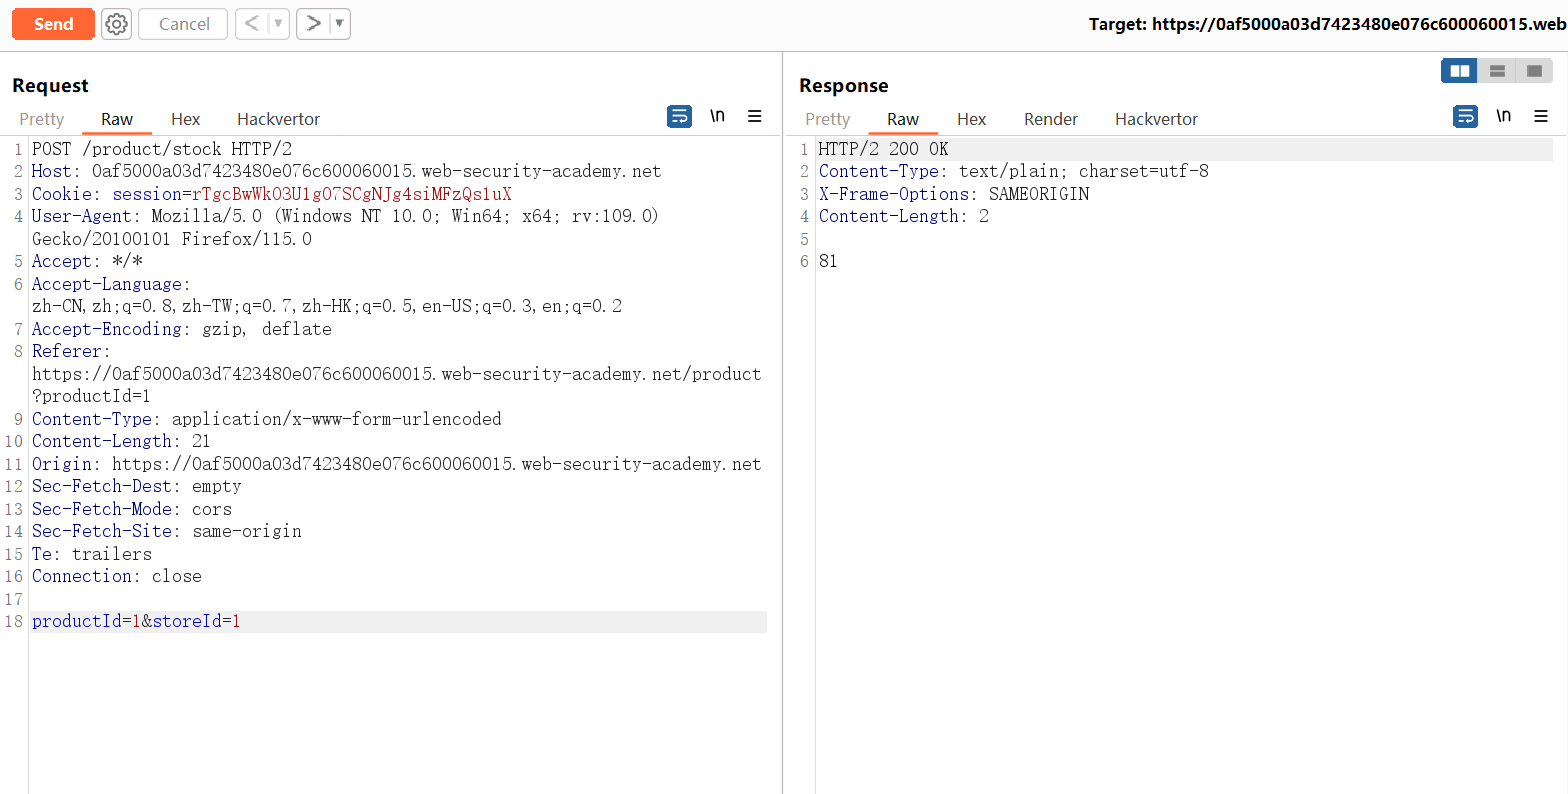 Send
Cancel
<
>
Target: https://0af5000a03d7423480e076c600060015.web
Request
Pretty Raw Hex Hackvertor
\n
1 POST /product/stock HTTP/2
2 Host: 0af5000a03d7423480e076c600060015.web-security-academy.net
3 Cookie: session=rTgcBwWkO3U1gO7SCgNJg4siMFzQs1uX
4 User-Agent: Mozilla/5.0 (Windows NT 10.0; Win64; x64; rv:109.0)
Gecko/20100101 Firefox/115.0
5 Accept: */*
6 Accept-Language:
zh-CN,zh;q=0.8,zh-TW;q=0.7,zh-HK;q=0.5,en-US;q=0.3,en;q=0.2
7 Accept-Encoding: gzip, deflate
8 Referer:
https://0af5000a03d7423480e076c600060015.web-security-academy.net/product
?productId=1
9 Content-Type: application/x-www-form-urlencoded
10 Content-Length: 21
11 Origin: https://0af5000a03d7423480e076c600060015.web-security-academy.net
12 Sec-Fetch-Dest: empty
13 Sec-Fetch-Mode: cors
14 Sec-Fetch-Site: same-origin
15 Te: trailers
16 Connection: close
17
18 productId=1&storeId=1
Response
Pretty Raw Hex Render Hackvertor
\n
1 HTTP/2 200 OK
2 Content-Type: text/plain; charset=utf-8
3 X-Frame-Options: SAMEORIGIN
4 Content-Length: 2
5
6 81